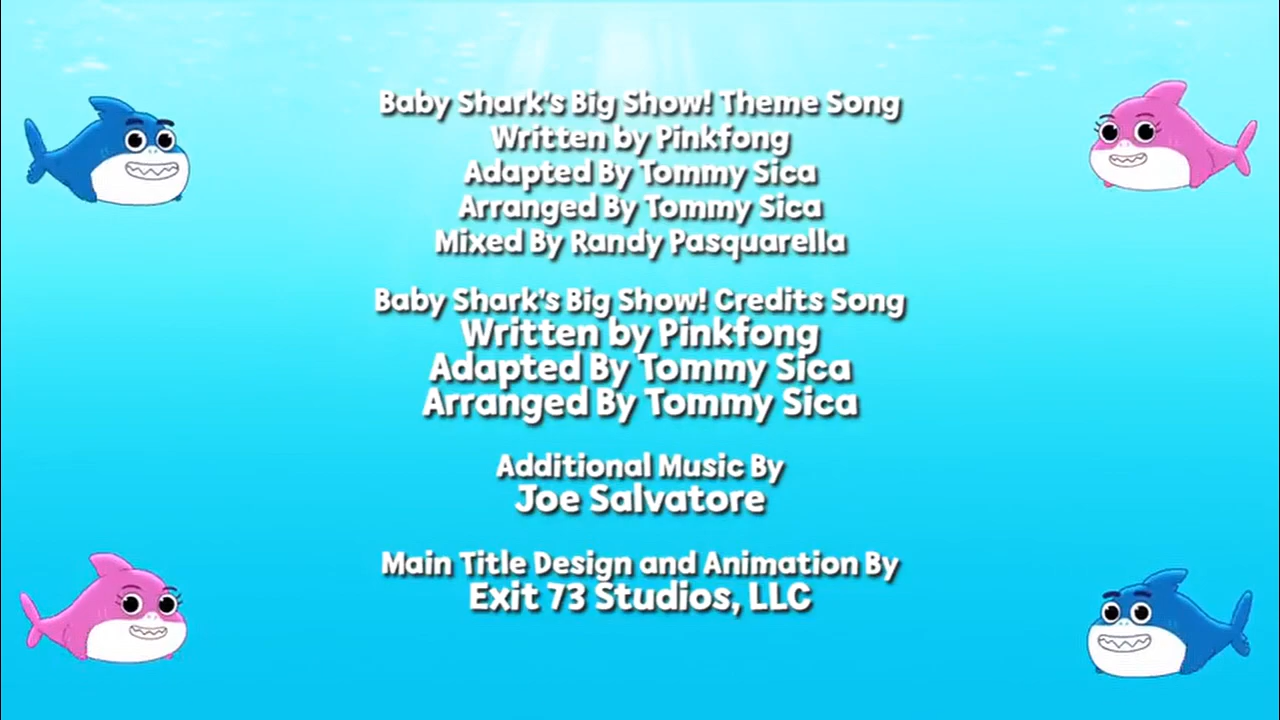 Baby Shark's Big Show! Theme Song
Written by Pinkfong
Adapted By Tommy Sica
Arranged By Tommy Sica
Mixed By Randy Pasquarella
Baby Shark's Big Show! Credits Song
Written by Pinkfong
Adapted By Tommy Sica
Arranged By Tommy Sica
Additional Music By
Joe Salvatore
Main Title Design and Animation By
Exit 73 Studios, LLC